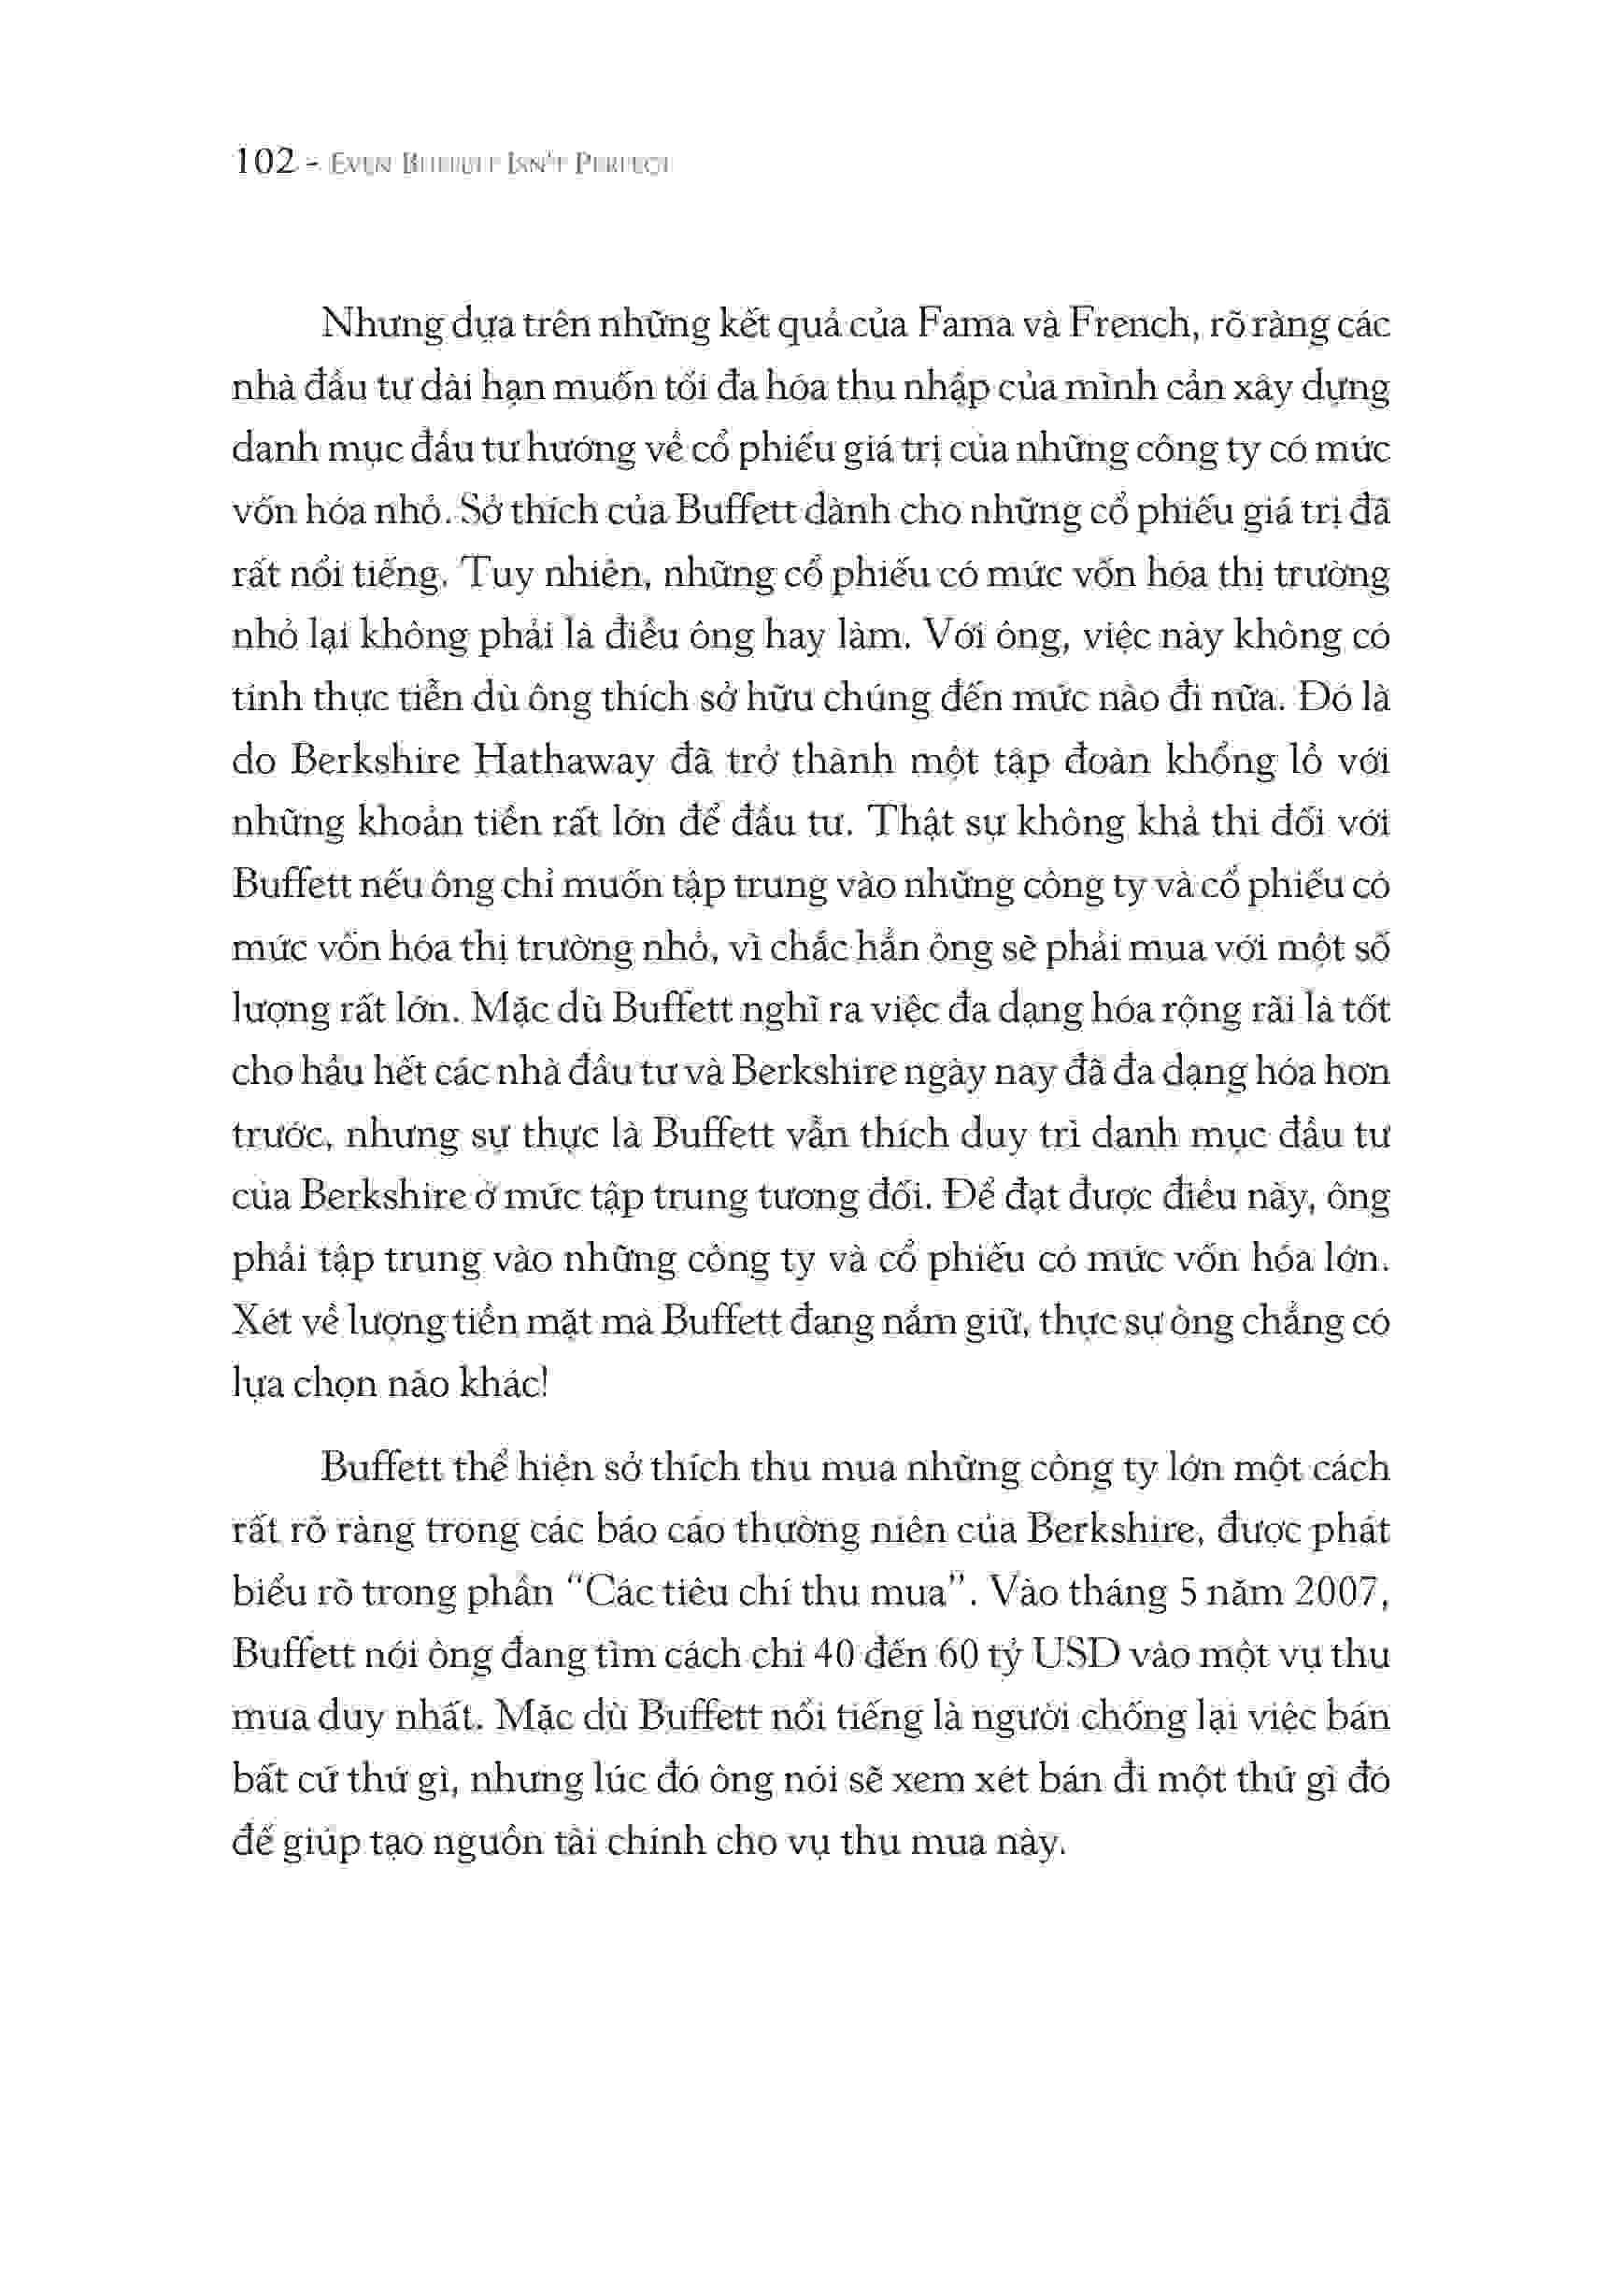 102 - EVEN BUFFETT ISN'T PERFECT
Nhưng dựa trên những kết quả của Fama và French, rõ ràng các
nhà đầu tư dài hạn muốn tối đa hóa thu nhập của mình cần xây dựng
danh mục đầu tư hướng về cổ phiếu giá trị của những công ty có mức
vốn hóa nhỏ. Sở thích của Buffett dành cho những cổ phiếu giá trị đã
rất nổi tiếng. Tuy nhiên, những cổ phiếu có mức vốn hóa thị trường
nhỏ lại không phải là điều ông hay làm. Với ông, việc này không có
tính thực tiễn dù ông thích sở hữu chúng đến mức nào đi nữa. Đó là
do Berkshire Hathaway đã trở thành một tập đoàn khổng lồ với
những khoản tiền rất lớn để đầu tư. Thật sự không khả thi đối với
Buffett nếu ông chỉ muốn tập trung vào những công ty và cổ phiếu có
mức vốn hóa thị trường nhỏ, vì chắc hẳn ông sẽ phải mua với một số
lượng rất lớn. Mặc dù Buffett nghĩ ra việc đa dạng hóa rộng rãi là tốt
cho hầu hết các nhà đầu tư và Berkshire ngày nay đã đa dạng hóa hơn
trước, nhưng sự thực là Buffett vẫn thích duy trì danh mục đầu tư
của Berkshire ở mức tập trung tương đối. Để đạt được điều này, ông
phải tập trung vào những công ty và cổ phiếu có mức vốn hóa lớn.
Xét về lượng tiền mặt mà Buffett đang nắm giữ, thực sự ông chẳng có
lựa chọn nào khác!
Buffett thể hiện sở thích thu mua những công ty lớn một cách
rất rõ ràng trong các báo cáo thường niên của Berkshire, được phát
biểu rõ trong phần “Các tiêu chí thu mua”. Vào tháng 5 năm 2007,
Buffett nói ông đang tìm cách chi 40 đến 60 tỷ USD vào một vụ thu
mua duy nhất. Mặc dù Buffett nổi tiếng là người chống lại việc bán
bất cứ thứ gì, nhưng lúc đó ông nói sẽ xem xét bán đi một thứ gì đó
để giúp tạo nguồn tài chính cho vụ thu mua này.